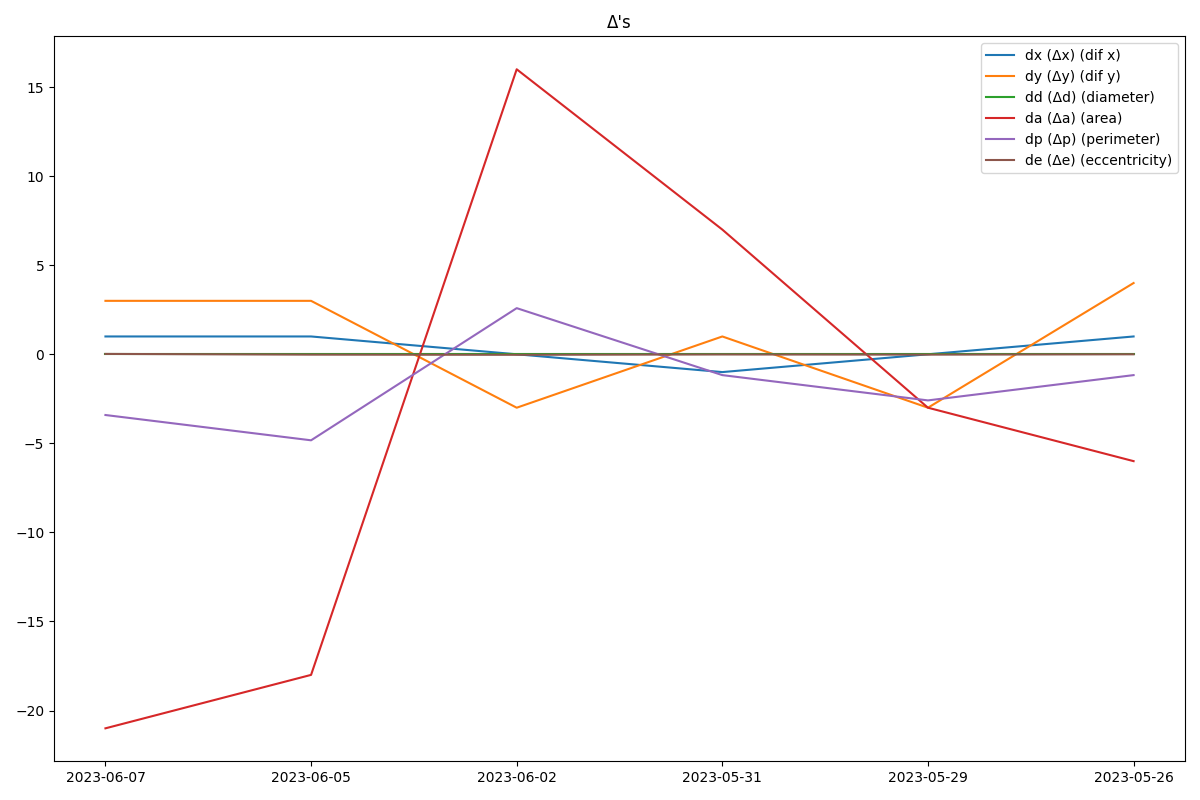 Δ's
dx (Δx) (dif x)
dy (Δy) (dif y)
dd (Δd) (diameter)
da (Δa) (area)
dp (Δp) (perimeter)
de (Δe) (eccentricity)
15
10
5
0
−5
−10
−15
−20
2023-06-07 2023-06-05 2023-06-02 2023-05-31 2023-05-29 2023-05-26